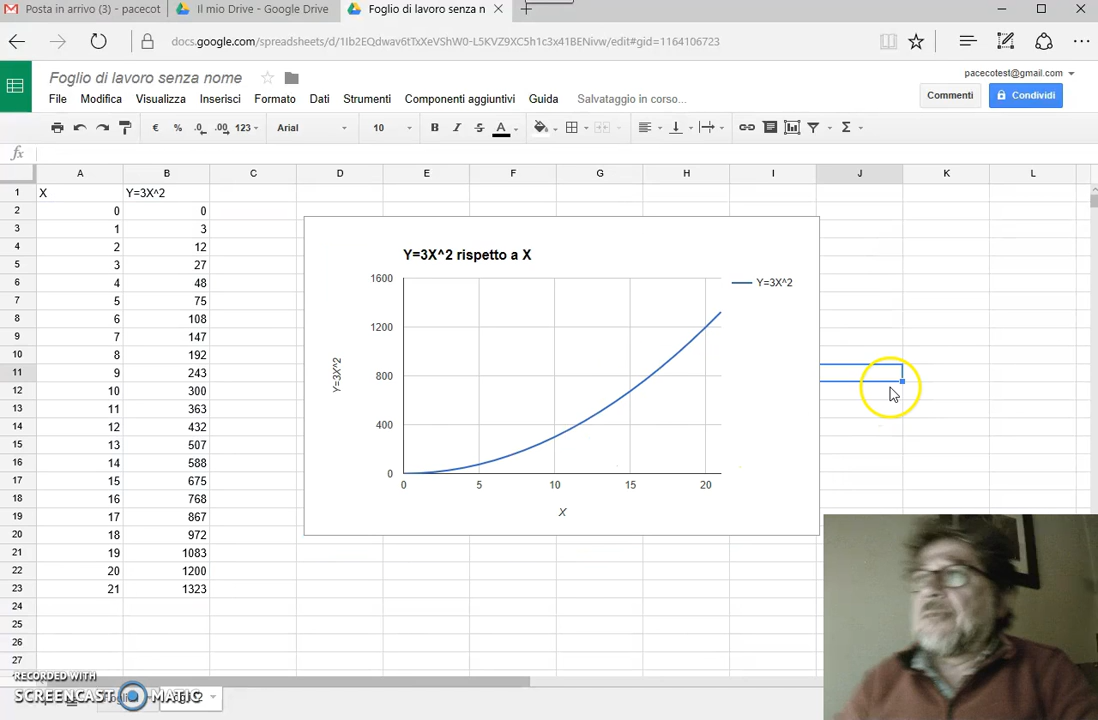 Posta in arrivo (3) - pacecot
Il mio Drive - Google Drive
Foglio di lavoro senza n
docs.google.com/spreadsheets/d/1Ib2EQdwav6tTxXeVShW0-L5KVZ9XC5h1c3x41BENivw/edit#gid=1164106723
Foglio di lavoro senza nome
pacecotest@gmail.com
File Modifica Visualizza Inserisci Formato Dati Strumenti Componenti aggiuntivi Guida Salvataggio in corso...
Commenti
Condividi
€ % .0 .00 123 Arial 10 B I S A Σ
fx
A B C D E F G H I J K L
1 X Y=3X^2
2 0 0
3 1 3
4 2 12
5 3 27
6 4 48
7 5 75
8 6 108
9 7 147
10 8 192
11 9 243
12 10 300
13 11 363
14 12 432
15 13 507
16 14 588
17 15 675
18 16 768
19 17 867
20 18 972
21 19 1083
22 20 1200
23 21 1323
24
25
26
27
Y=3X^2 rispetto a X
Y=3X^2
1600
1200
800
400
0
Y=3X^2
0 5 10 15 20
X
RECORDED WITH
SCREENCAST MATIC